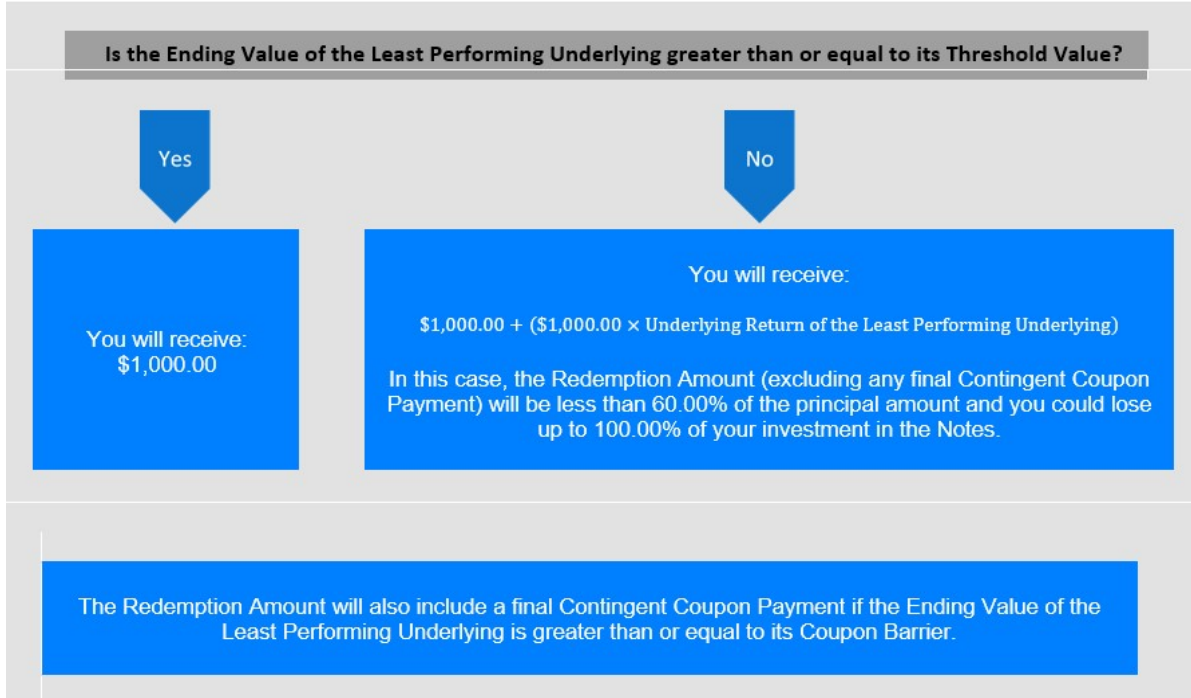 Is the Ending Value of the Least Performing Underlying greater than or equal to its Threshold Value?
Yes
No
You will receive:
$1,000.00
You will receive:
$1,000.00 + ($1,000.00 × Underlying Return of the Least Performing Underlying)
In this case, the Redemption Amount (excluding any final Contingent Coupon
Payment) will be less than 60.00% of the principal amount and you could lose
up to 100.00% of your investment in the Notes.
The Redemption Amount will also include a final Contingent Coupon Payment if the Ending Value of the
Least Performing Underlying is greater than or equal to its Coupon Barrier.